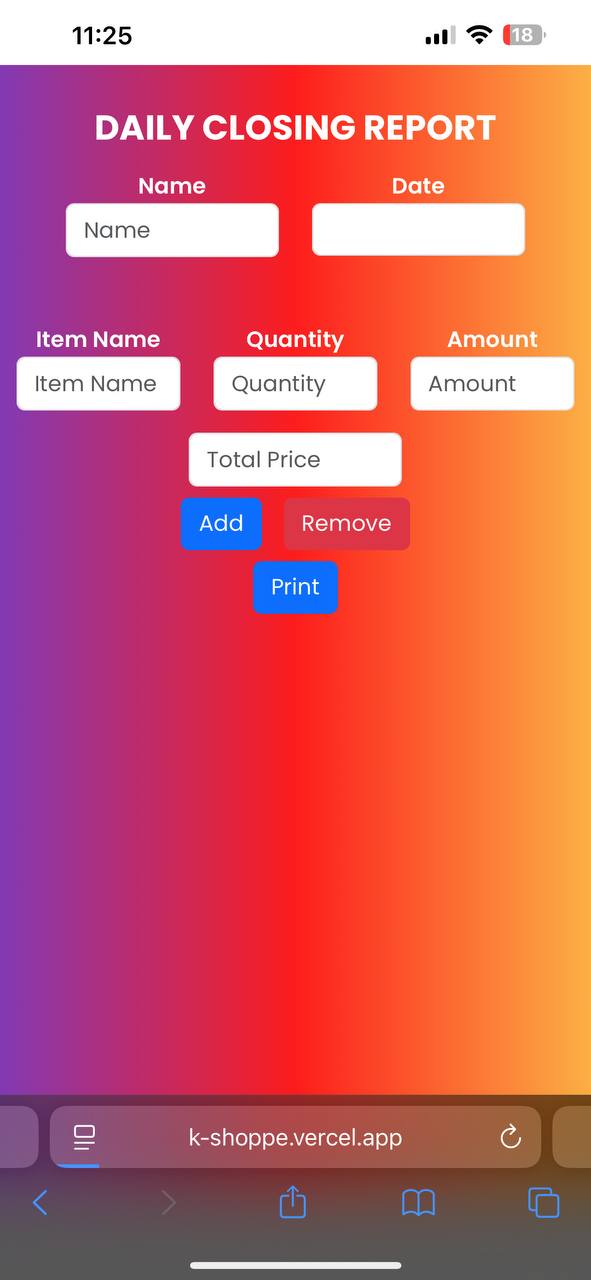 11:25 18
DAILY CLOSING REPORT
Name Date
Name
Item Name Quantity Amount
Item Name Quantity Amount
Total Price
Add Remove
Print
k-shoppe.vercel.app